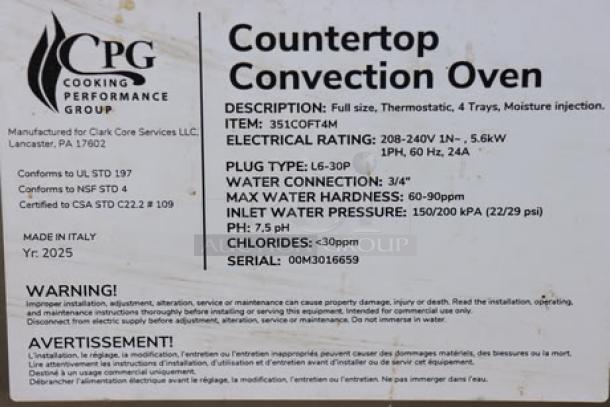 CPG
COOKING
PERFORMANCE
GROUP
Manufactured for Clark Core Services LLC,
Lancaster, PA 17602
Conforms to UL STD 197
Conforms to NSF STD 4
Certified to CSA STD C22.2 # 109
MADE IN ITALY
Yr: 2025
Countertop
Convection Oven
DESCRIPTION: Full size, Thermostatic, 4 Trays, Moisture injection.
ITEM: 351COFT4M
ELECTRICAL RATING: 208-240V 1N~, 5.6kW
1PH, 60 Hz, 24A
PLUG TYPE: L6-30P
WATER CONNECTION: 3/4"
MAX WATER HARDNESS: 60-90ppm
INLET WATER PRESSURE: 150/200 kPA (22/29 psi)
PH: 7,5 pH
CHLORIDES: <30ppm
SERIAL: 00M3016659
WARNING!
Improper installation, adjustment, alteration, service or maintenance can cause property damage, injury or death. Read the installation, operating,
and maintenance instructions thoroughly before installing or serving this equipment. Intended for commercial use only.
Disconnect from electric supply before adjustment, alteration, service or maintenance. Do not immerse in water.
AVERTISSEMENT!
L'installation, le réglage, la modification, l'entretien ou l'entretien inappropriés peuvent causer des dommages matériels, des blessures ou la mort.
Lire attentivement les instructions d'installation, d'utilisation et d'entretien avant d'installer ou de servir cet équipement.
Destiné à un usage commercial uniquement.
Débrancher l'alimentation électrique avant le réglage, la modification, l'entretien ou l'entretien. Ne pas immerger dans l'eau.